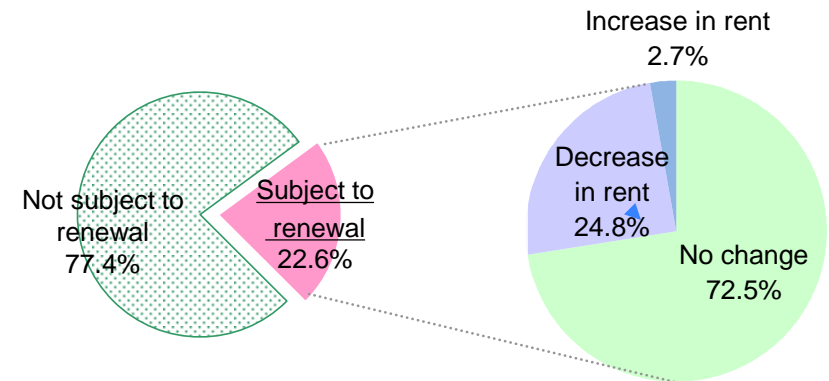 Increase in rent
2.7%
Not subject to
renewal
77.4%
Subject to
renewal
22.6%
Decrease
in rent
24.8%
No change
72.5%